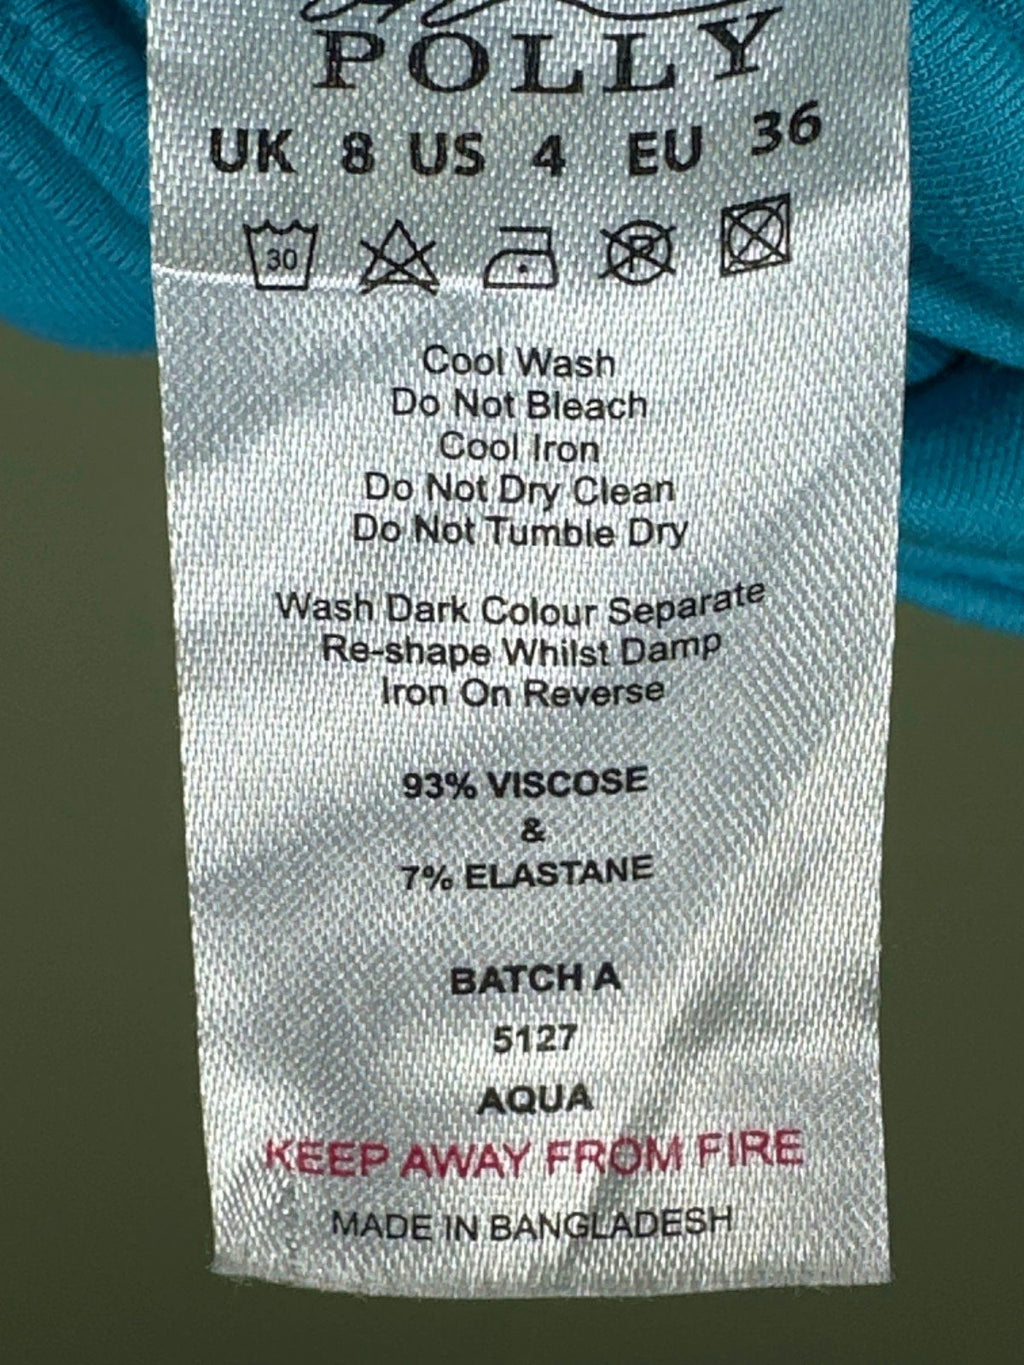 POLLY
UK 8 US 4 EU 36
30 P
Cool Wash
Do Not Bleach
Cool Iron
Do Not Dry Clean
Do Not Tumble Dry
Wash Dark Colour Separate
Re-shape Whilst Damp
Iron On Reverse
93% VISCOSE
&
7% ELASTANE
BATCH A
5127
AQUA
KEEP AWAY FROM FIRE
MADE IN BANGLADESH